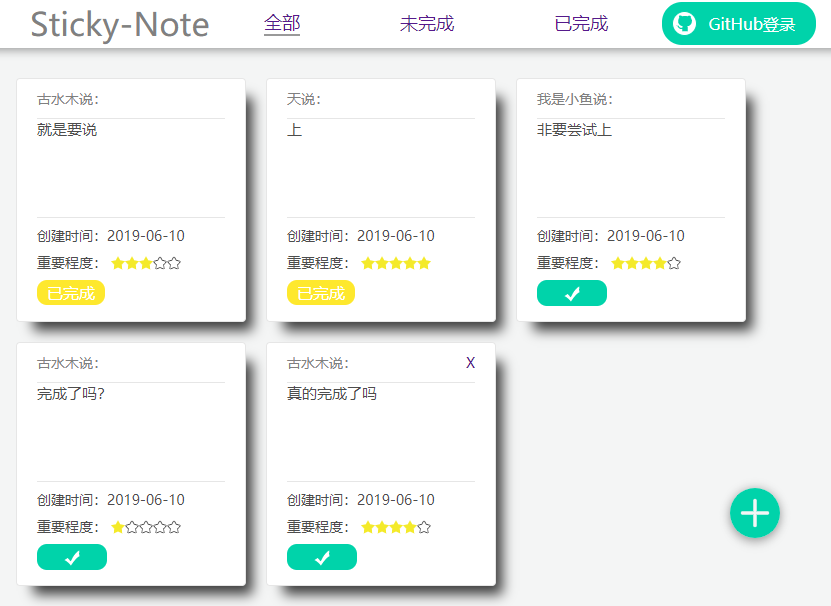 Sticky-Note
全部
未完成
已完成
GitHub登录
古水木说:
就是要说
创建时间: 2019-06-10
重要程度:
已完成
天说:
上
创建时间: 2019-06-10
重要程度:
已完成
我是小鱼说:
非要尝试上
创建时间: 2019-06-10
重要程度:
古水木说:
完成了吗?
创建时间: 2019-06-10
重要程度:
古水木说:
X
真的完成了吗
创建时间: 2019-06-10
重要程度: